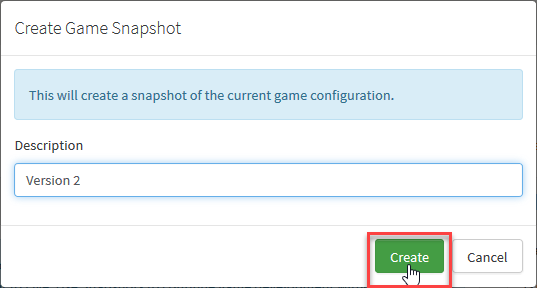 Create Game Snapshot
This will create a snapshot of the current game configuration.
Description
Version 2
Create
Cancel